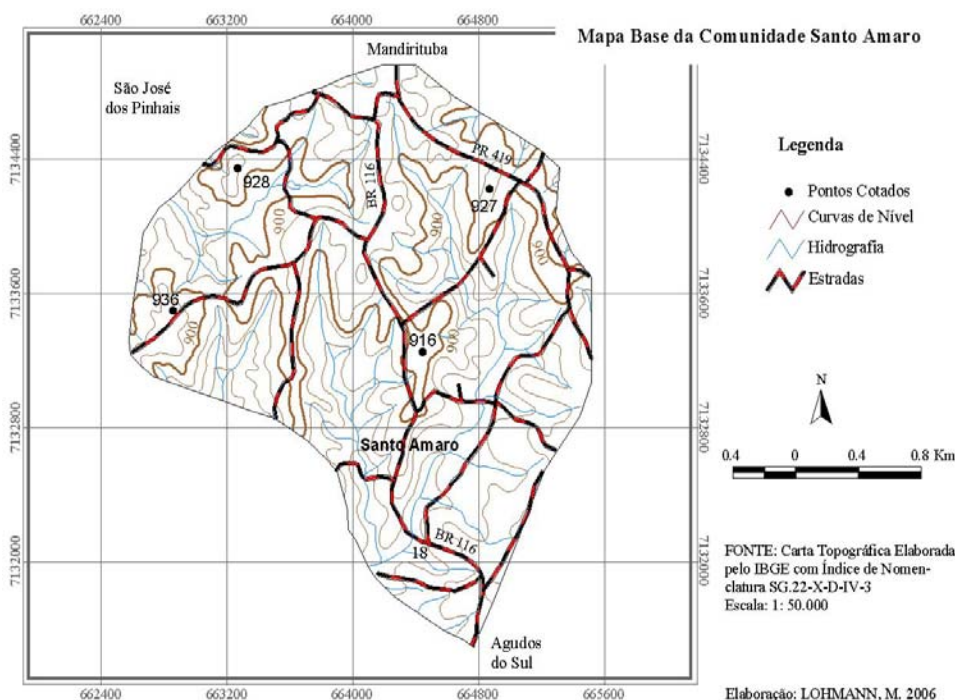 662400 663200 664000 664800
Mapa Base da Comunidade Santo Amaro
Mandirituba
São José
dos Pinhais
7134400
7134400
PR 419
BR 116
928
927
900
900
900
Legenda
Pontos Cotados
Curvas de Nível
Hidrografia
Estradas
7133600
7133600
936
900
916
900
N
7132800
7132800
Santo Amaro
0.4 0 0.4 0.8 Km
BR 116
18
7132000
7132000
FONTE: Carta Topográfica Elaborada
pelo IBGE com Índice de Nomen-
clatura SG.22-X-D-IV-3
Escala: 1: 50.000
Agudos
do Sul
662400 663200 664000 664800 665600
Elaboração: LOHMANN, M. 2006